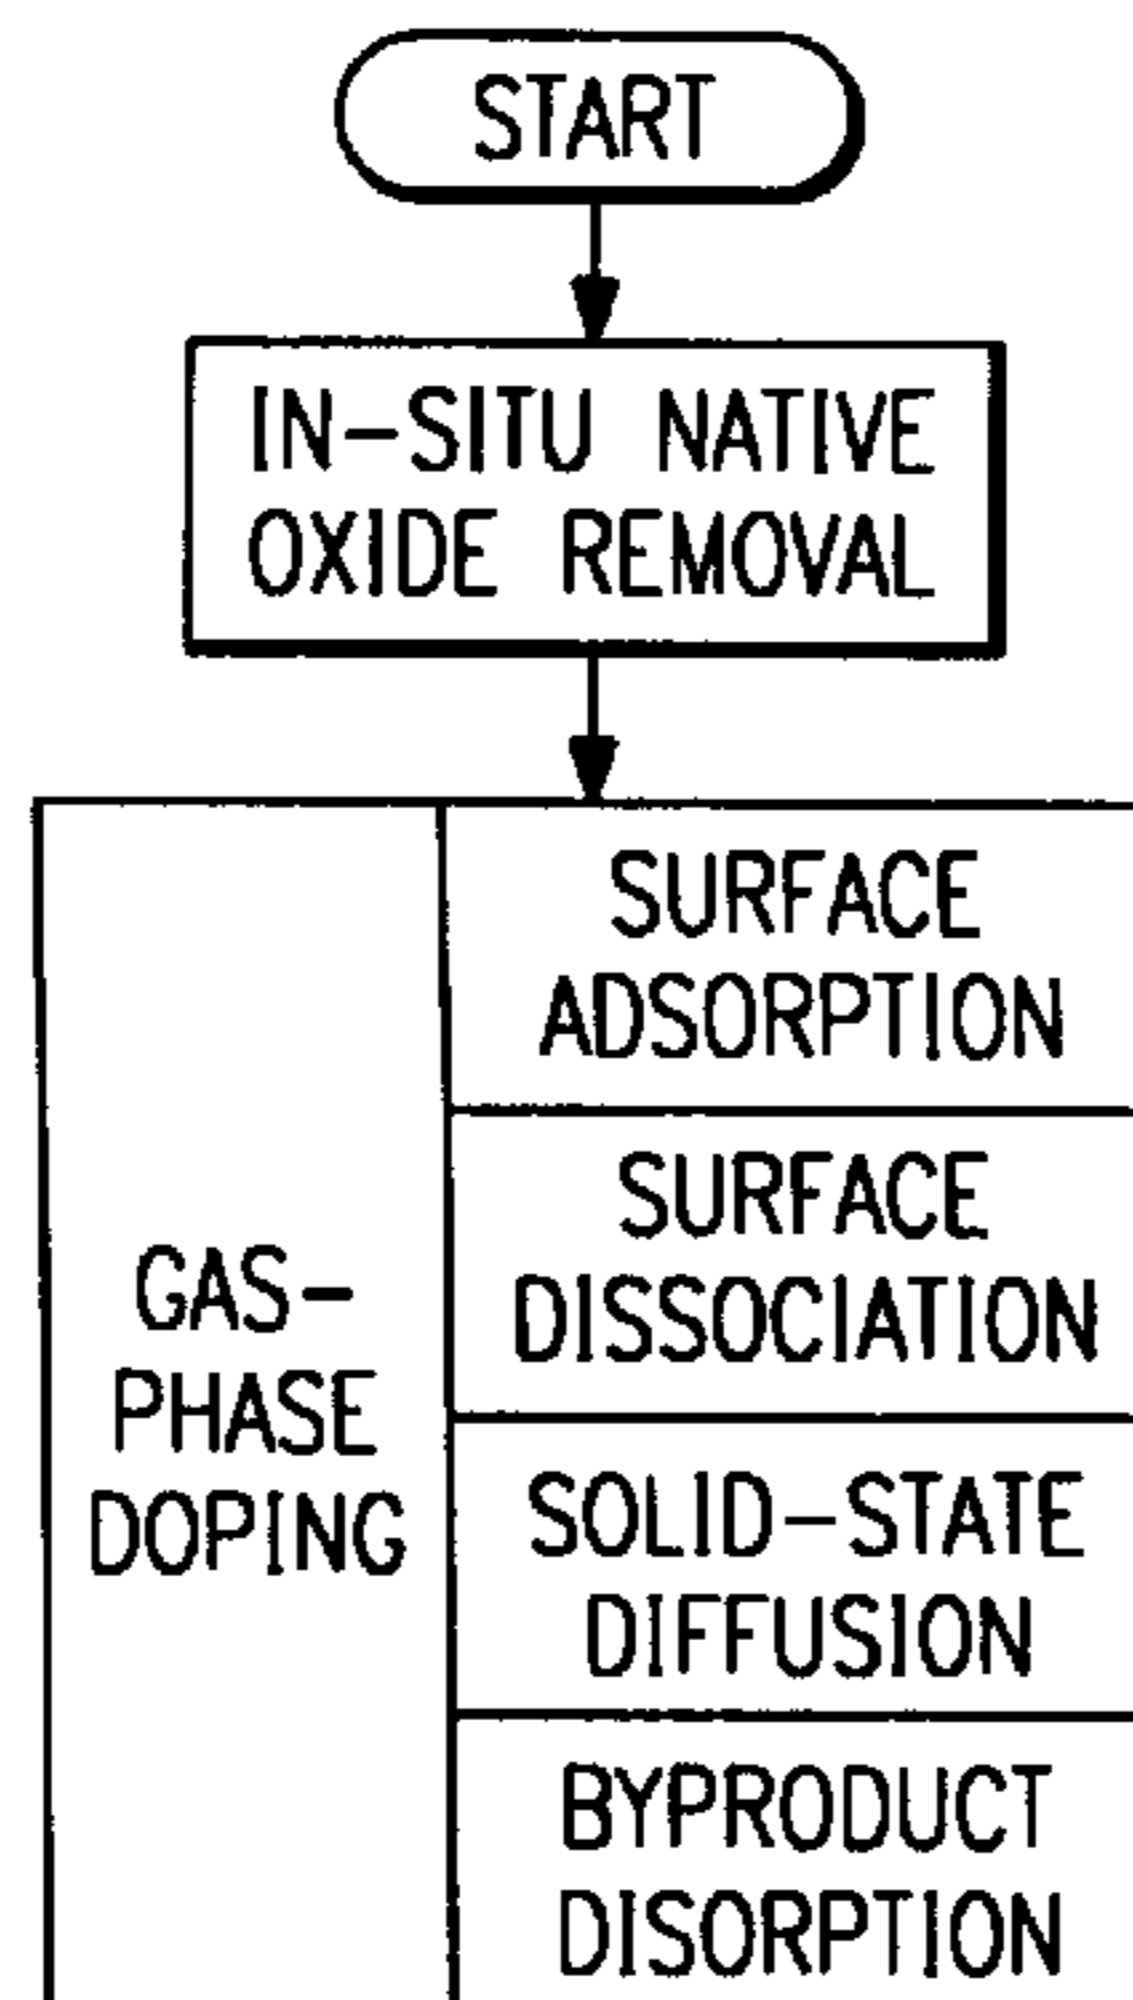 START
IN-SITU NATIVE
OXIDE REMOVAL
SURFACE
ADSORPTION
SURFACE
DISSOCIATION
GAS-
PHASE
DOPING
SOLID-STATE
DIFFUSION
BYPRODUCT
DISORPTION